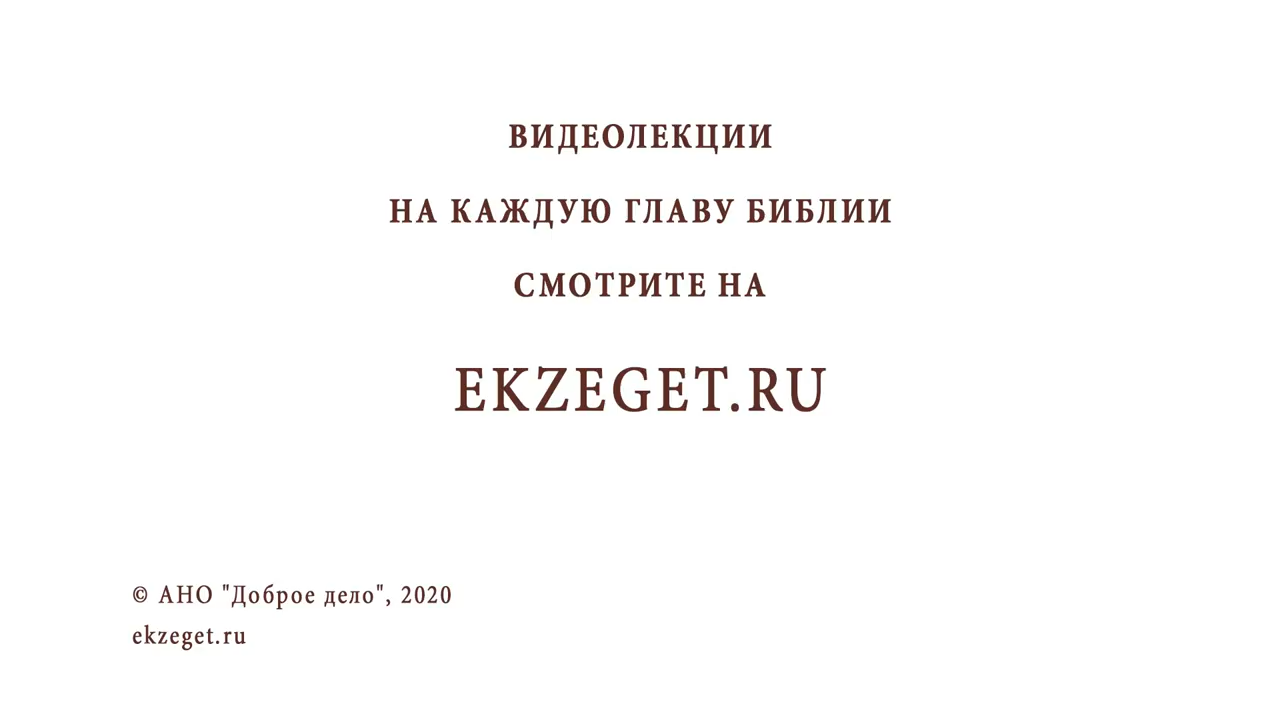 ВИДЕОЛЕКЦИИ
НА КАЖДУЮ ГЛАВУ БИБЛИИ
СМОТРИТЕ НА
EKZEGET.RU
© АНО "Доброе дело", 2020
ekzeget.ru